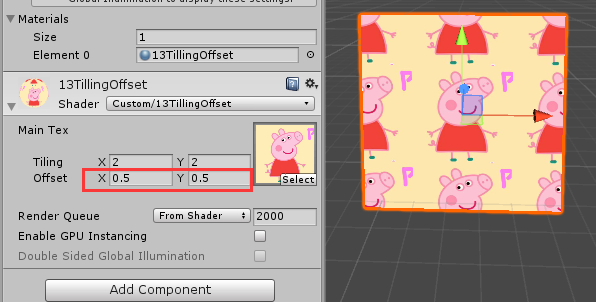 Global Illumination to display these settings.
Materials
Size 1
Element 0 13TillingOffset
13TillingOffset
Shader Custom/13TillingOffset
Main Tex
Tiling X 2 Y 2
Offset X 0.5 Y 0.5
Select
Render Queue From Shader 2000
Enable GPU Instancing
Double Sided Global Illumination
Add Component
P
P
P